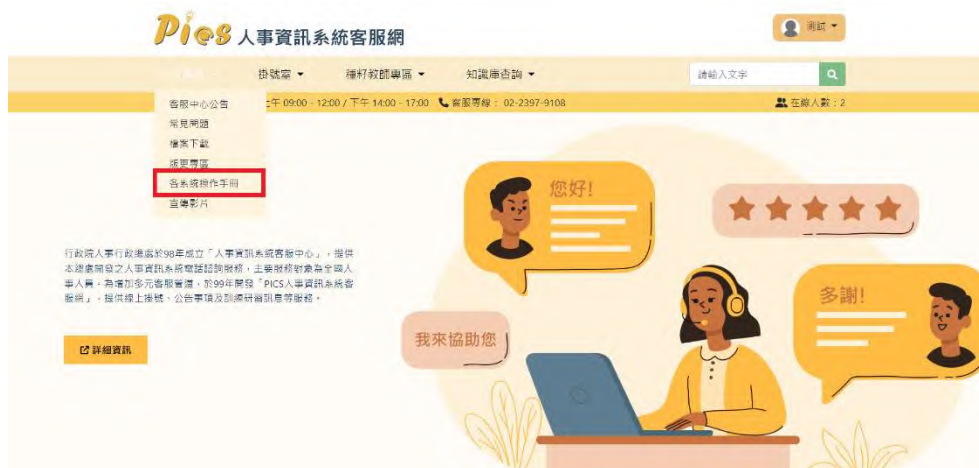 Pics 人事資訊系統客服網
測試
掛號室
種籽教師專區
知識庫查詢
請輸入文字
上午 09:00 - 12:00 / 下午 14:00 - 17:00 客服專線： 02-2397-9108
在線人數：2
客服中心公告
常見問題
檔案下載
版更專區
各系統操作手冊
宣傳影片
您好!
行政院人事行政總處於98年成立「人事資訊系統客服中心」，提供
本總處開發之人事資訊系統電話諮詢服務，主要服務對象為全國人
事人員。為增加多元客服管道，於99年開發「PICS人事資訊系統客
服網」，提供線上掛號、公告事項及訓練研習訊息等服務。
多謝!
我來協助您
詳細資訊